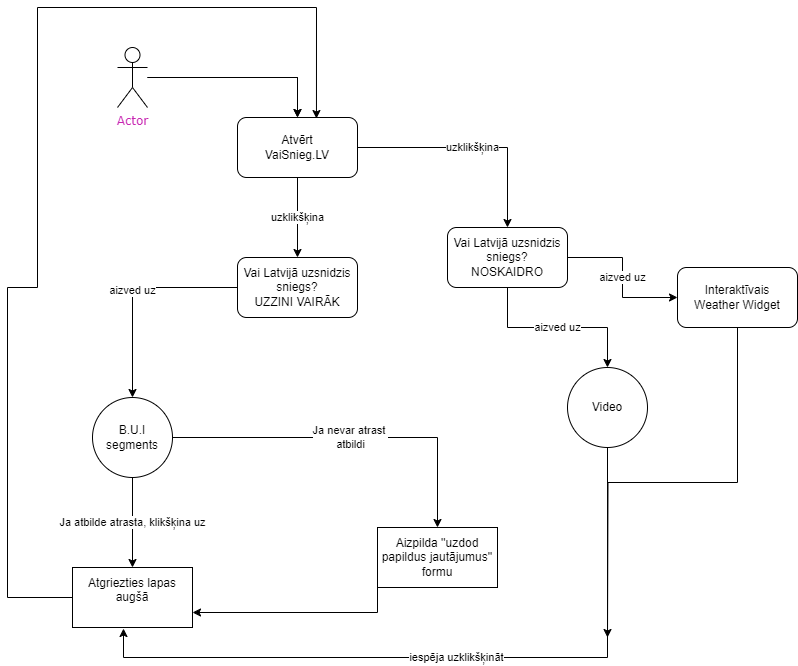 Actor
Atvērt
VaiSnieg.LV
uzklikšķina
uzklikšķina
Vai Latvijā uzsnidzis
sniegs?
NOSKAIDRO
aizved uz
Interaktīvais
Weather Widget
Vai Latvijā uzsnidzis
sniegs?
UZZINI VAIRĀK
aizved uz
aizved uz
Video
B.U.I
segments
Ja nevar atrast
atbildi
Ja atbilde atrasta, klikšķina uz
Aizpilda "uzdod
papildus jautājumus"
formu
Atgriezties lapas
augšā
iespēja uzklikšķināt